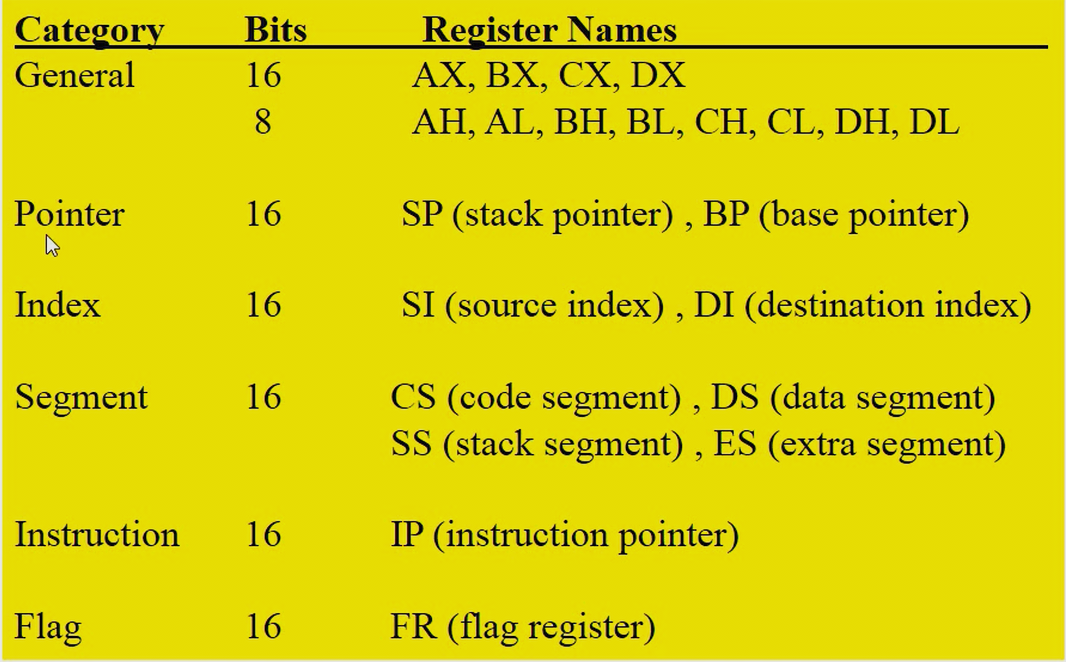 Category Bits Register Names
General 16 AX, BX, CX, DX
8 AH, AL, BH, BL, CH, CL, DH, DL
Pointer 16 SP (stack pointer) , BP (base pointer)
Index 16 SI (source index) , DI (destination index)
Segment 16 CS (code segment) , DS (data segment)
SS (stack segment) , ES (extra segment)
Instruction 16 IP (instruction pointer)
Flag 16 FR (flag register)